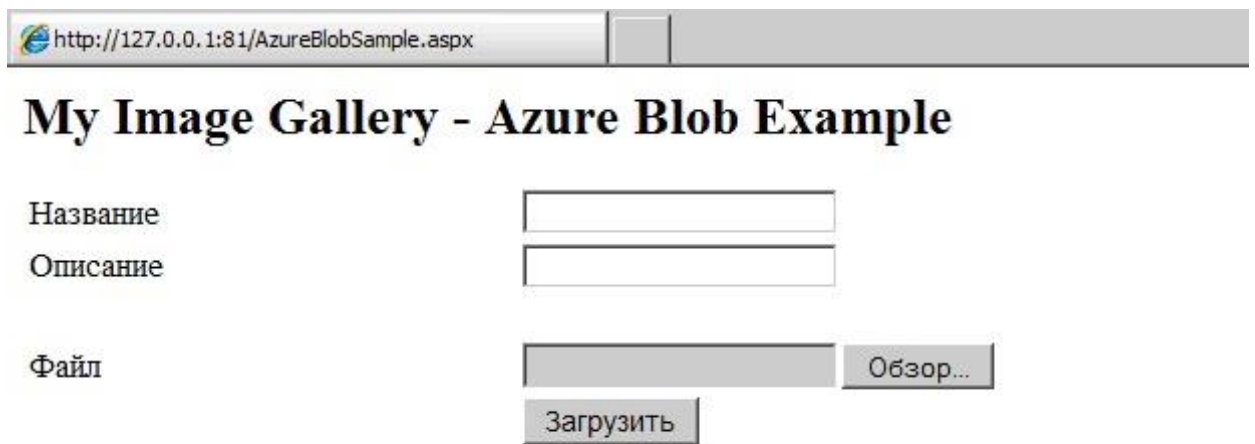 http://127.0.0.1:81/AzureBlobSample.aspx
My Image Gallery - Azure Blob Example
Название
Описание
Файл Обзор...
Загрузить